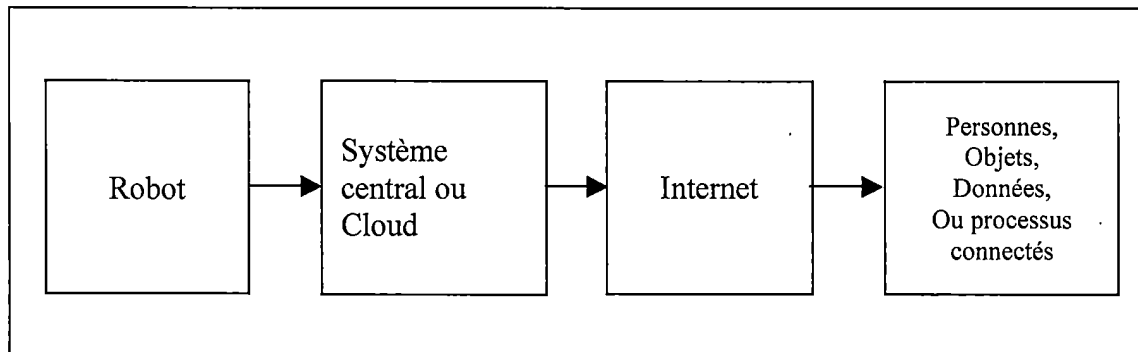 Robot
Système
central ou
Cloud
Internet
Personnes,
Objets,
Données,
Ou processus
connectés